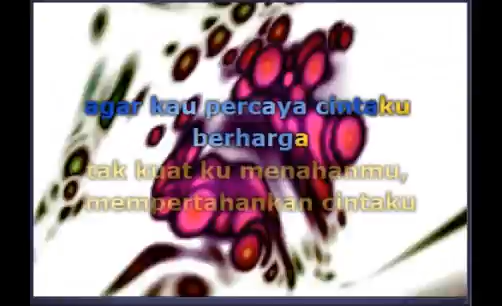 agar kau percaya cintaku
berharga
tak kuat ku menahanmu,
mempertahankan cintaku